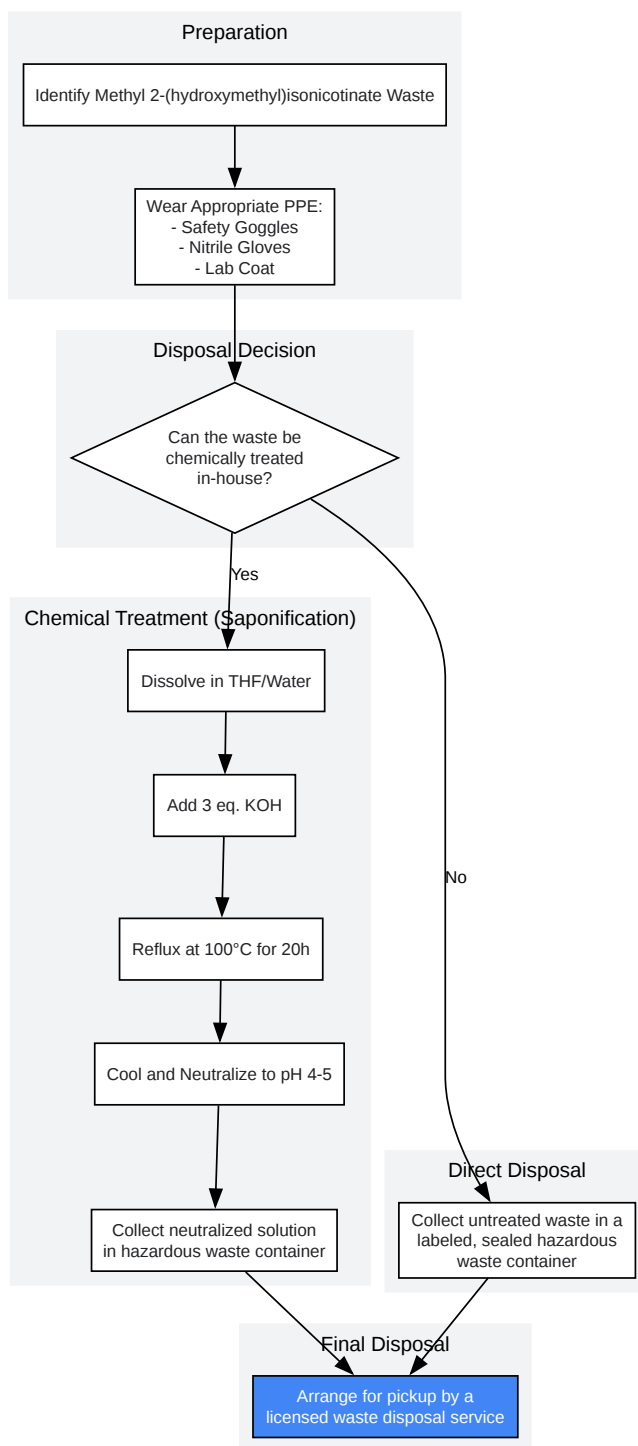 Preparation
Identify Methyl 2-(hydroxymethyl)isonicotinate Waste
Wear Appropriate PPE:
- Safety Goggles
- Nitrile Gloves
- Lab Coat
Disposal Decision
Can the waste be
chemically treated
in-house?
Yes
Chemical Treatment (Saponification)
Dissolve in THF/Water
Add 3 eq. KOH
Reflux at 100°C for 20h
Cool and Neutralize to pH 4-5
Collect neutralized solution
in hazardous waste container
No
Direct Disposal
Collect untreated waste in a
labeled, sealed hazardous
waste container
Final Disposal
Arrange for pickup by a
licensed waste disposal service